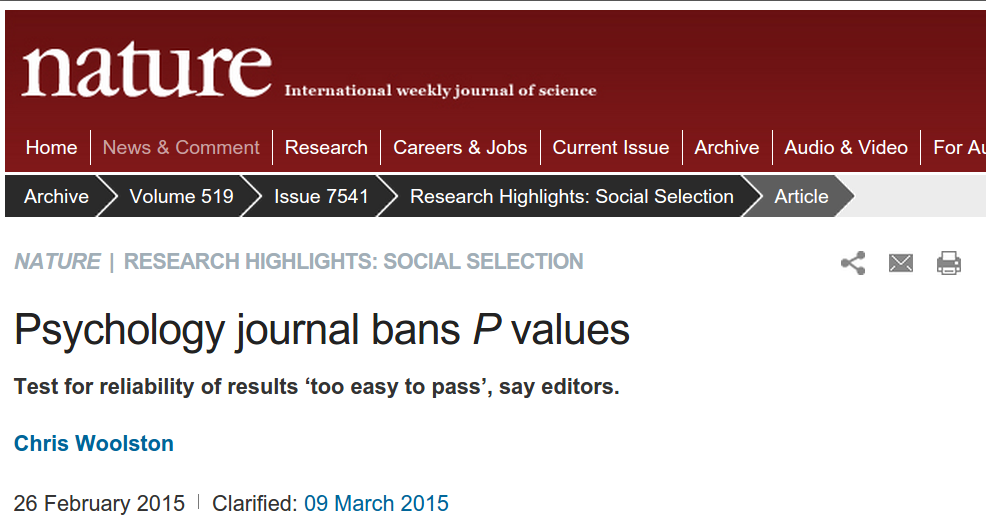 nature International weekly journal of science
Home News & Comment Research Careers & Jobs Current Issue Archive Audio & Video For Au
Archive Volume 519 Issue 7541 Research Highlights: Social Selection Article
NATURE | RESEARCH HIGHLIGHTS: SOCIAL SELECTION
Psychology journal bans P values
Test for reliability of results ‘too easy to pass’, say editors.
Chris Woolston
26 February 2015 | Clarified: 09 March 2015